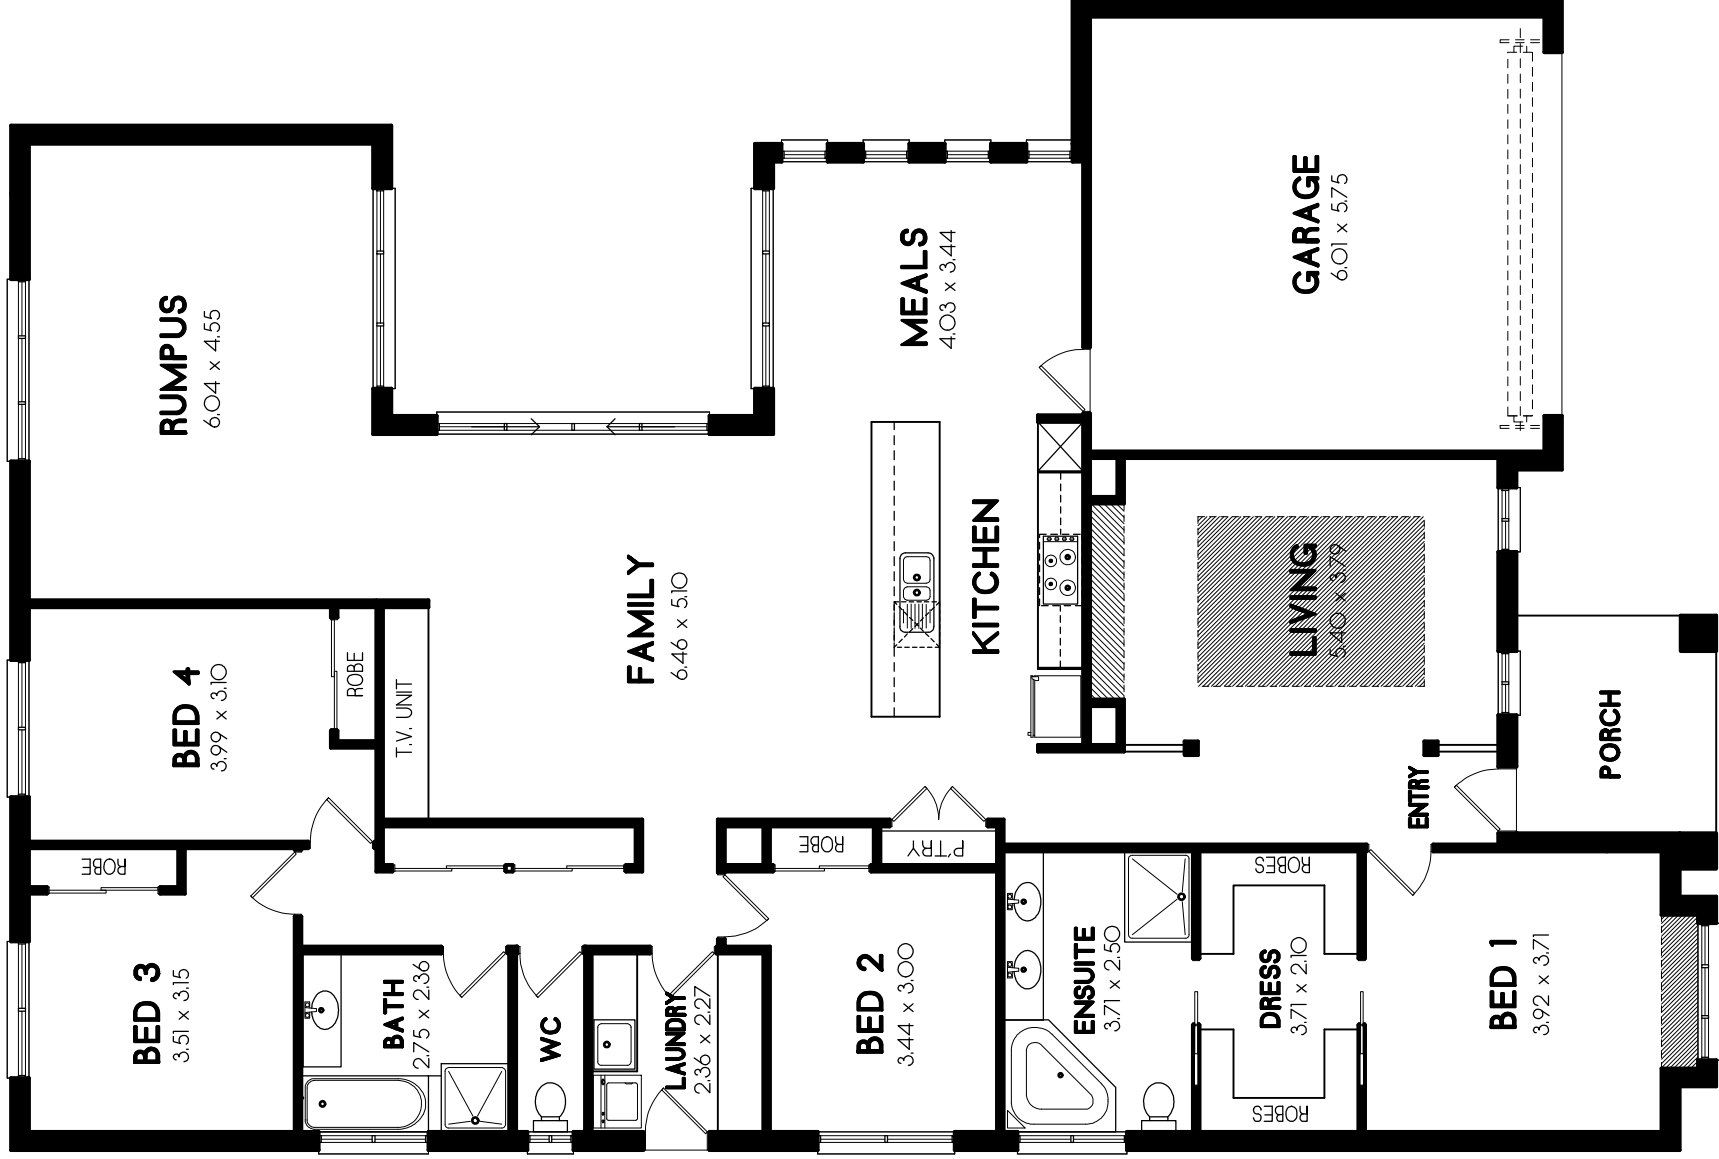 GARAGE
6.01 x 5.75
MEALS
4.03 x 3.44
RUMPUS
6.04 x 4.55
KITCHEN
LIVING
5.40 x 3.79
FAMILY
6.46 x 5.10
BED 4
3.99 x 3.10
ROBE
T.V. UNIT
PORCH
ENTRY
ROBE
ROBE
P'TRY
ROBES
BED 3
3.51 x 3.15
BATH
2.75 x 2.36
WC
LAUNDRY
2.36 x 2.27
BED 2
3.44 x 3.00
ENSUITE
3.71 x 2.50
DRESS
3.71 x 2.10
BED 1
3.92 x 3.71
ROBES